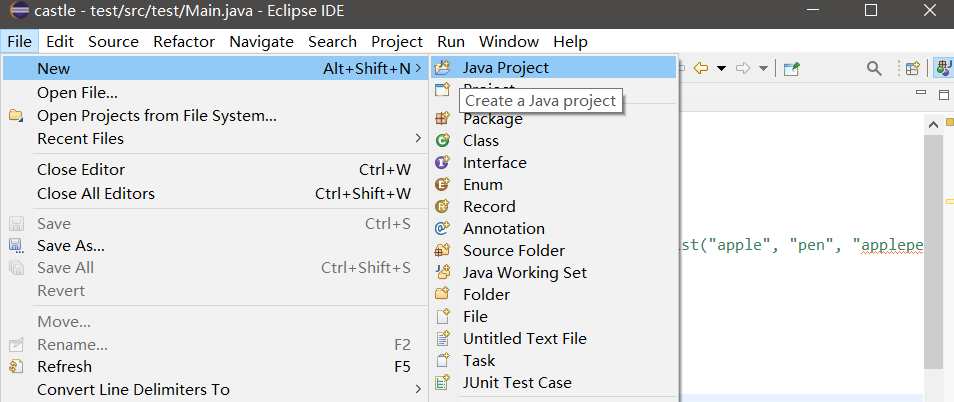 castle - test/src/test/Main.java - Eclipse IDE
File Edit Source Refactor Navigate Search Project Run Window Help
New Alt+Shift+N >
Open File...
Open Projects from File System...
Recent Files >
Close Editor Ctrl+W
Close All Editors Ctrl+Shift+W
Save Ctrl+S
Save As...
Save All Ctrl+Shift+S
Revert
Move...
Rename... F2
Refresh F5
Convert Line Delimiters To >
Java Project
Project...
Create a Java project
Package
Class
Interface
Enum
Record
Annotation
Source Folder
Java Working Set
Folder
File
Untitled Text File
Task
JUnit Test Case
st("apple", "pen", "applepe